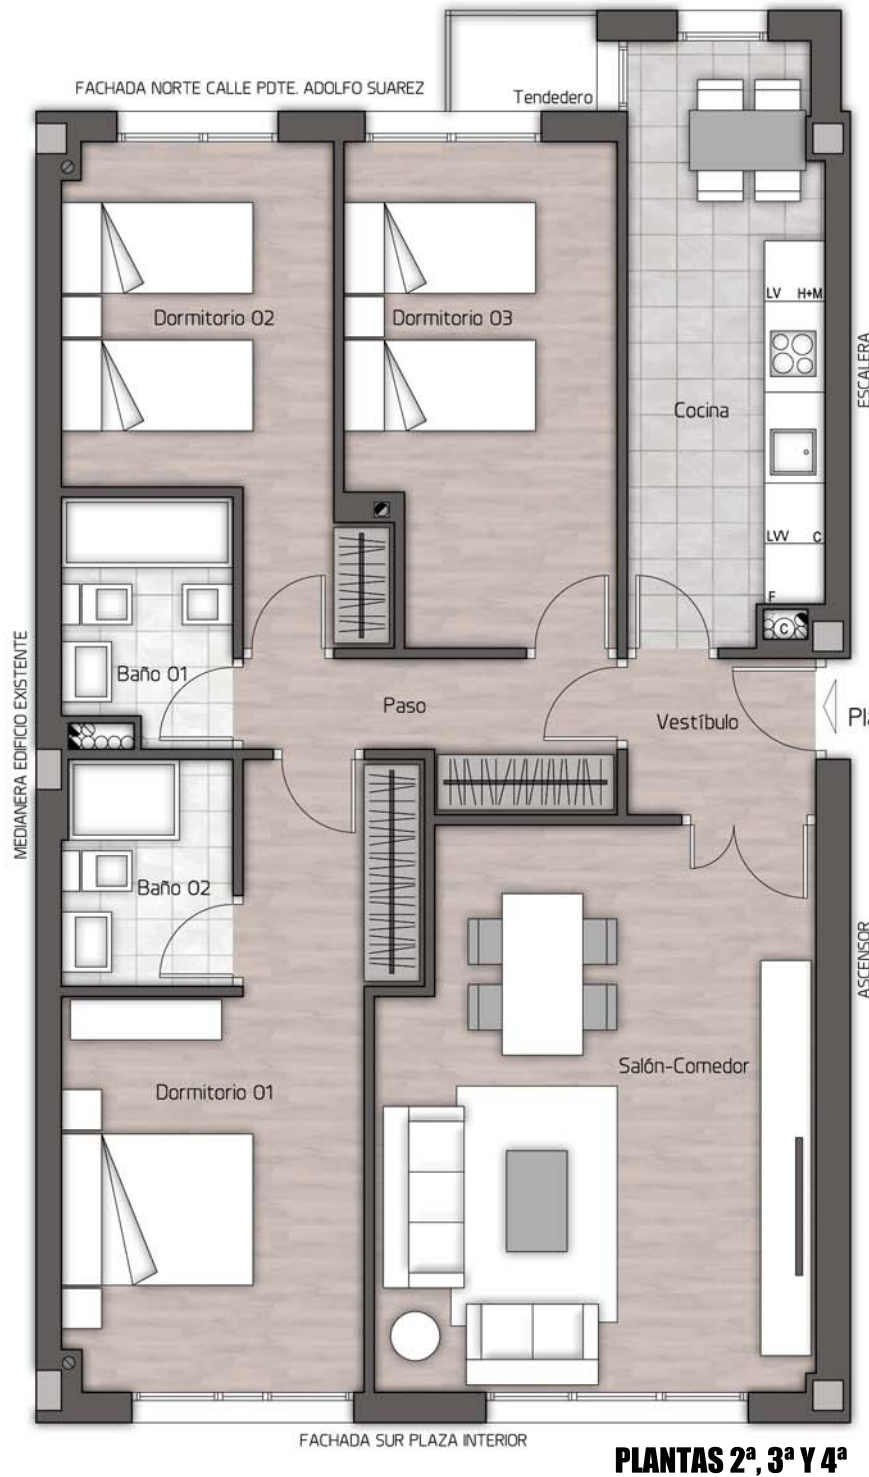 FACHADA NORTE CALLE PDTE. ADOLFO SUAREZ
Tendedero
Dormitorio 02
Dormitorio 03
LV H+M
ESCALERA
Cocina
LVV C
F
C
MEDIANERA EDIFICIO EXISTENTE
Baño 01
Paso
Vestíbulo
Pla
Baño 02
ASCENSOR
Salón-Comedor
Dormitorio 01
FACHADA SUR PLAZA INTERIOR
PLANTAS 2ª, 3ª Y 4ª